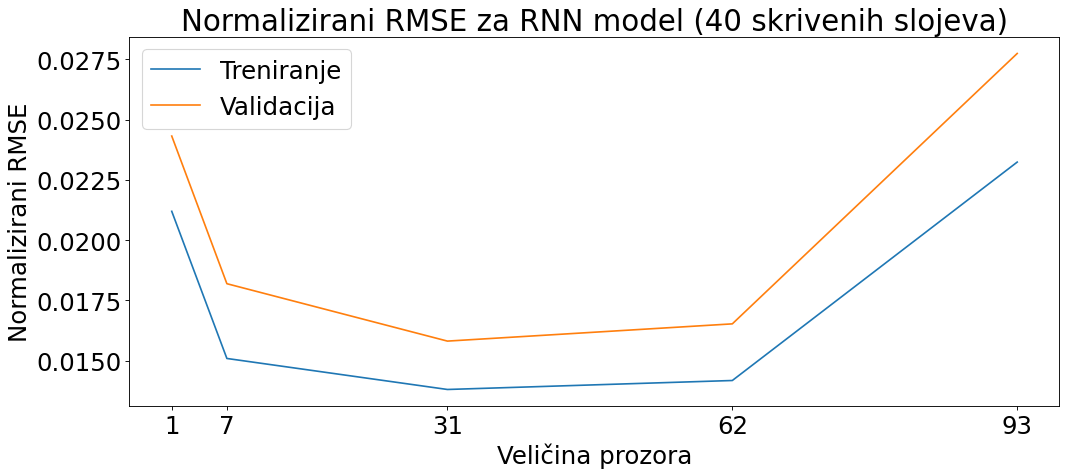 Normalizirani RMSE za RNN model (40 skrivenih slojeva)
Treniranje
Validacija
Normalizirani RMSE
0.0275
0.0250
0.0225
0.0200
0.0175
0.0150
1 7 31 62 93
Veličina prozora